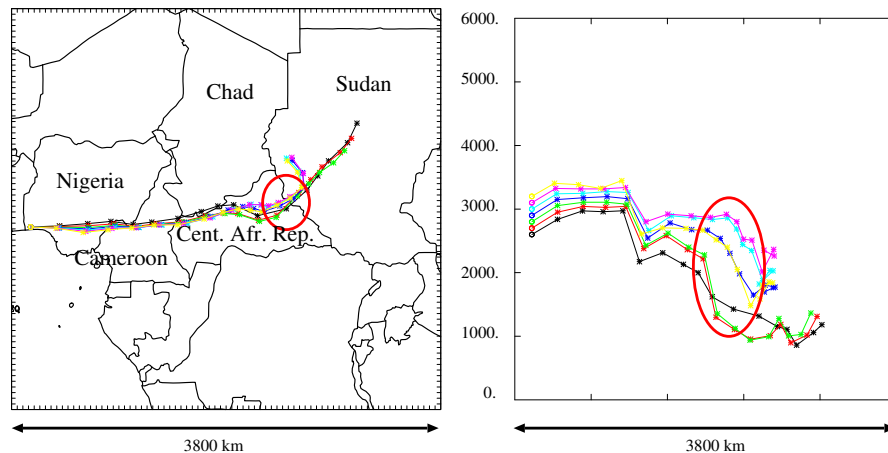 Chad
Sudan
Nigeria
Cent. Afr. Rep.
Cameroon
3800 km
6000.
5000.
4000.
3000.
2000.
1000.
0.
3800 km